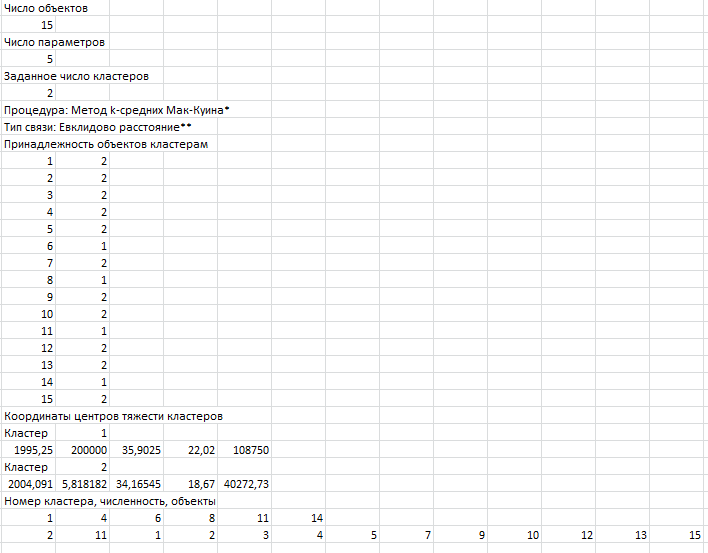 Число объектов
15
Число параметров
5
Заданное число кластеров
2
Процедура: Метод k-средних Мак-Куина*
Тип связи: Евклидово расстояние**
Принадлежность объектов кластерам
1 2
2 2
3 2
4 2
5 2
6 1
7 2
8 1
9 2
10 2
11 1
12 2
13 2
14 1
15 2
Координаты центров тяжести кластеров
Кластер 1
1995,25 200000 35,9025 22,02 108750
Кластер 2
2004,091 5,818182 34,16545 18,67 40272,73
Номер кластера, численность, объекты
1 4 6 8 11 14
2 11 1 2 3 4 5 7 9 10 12 13 15